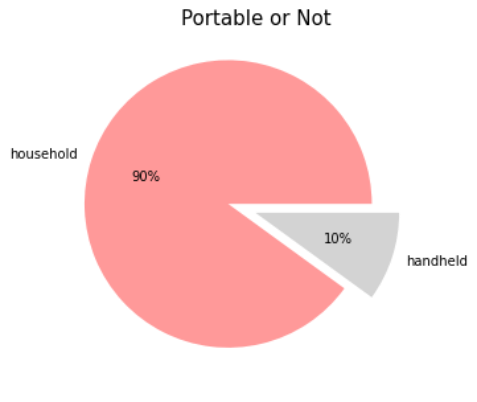 Portable or Not
household
90%
10%
handheld